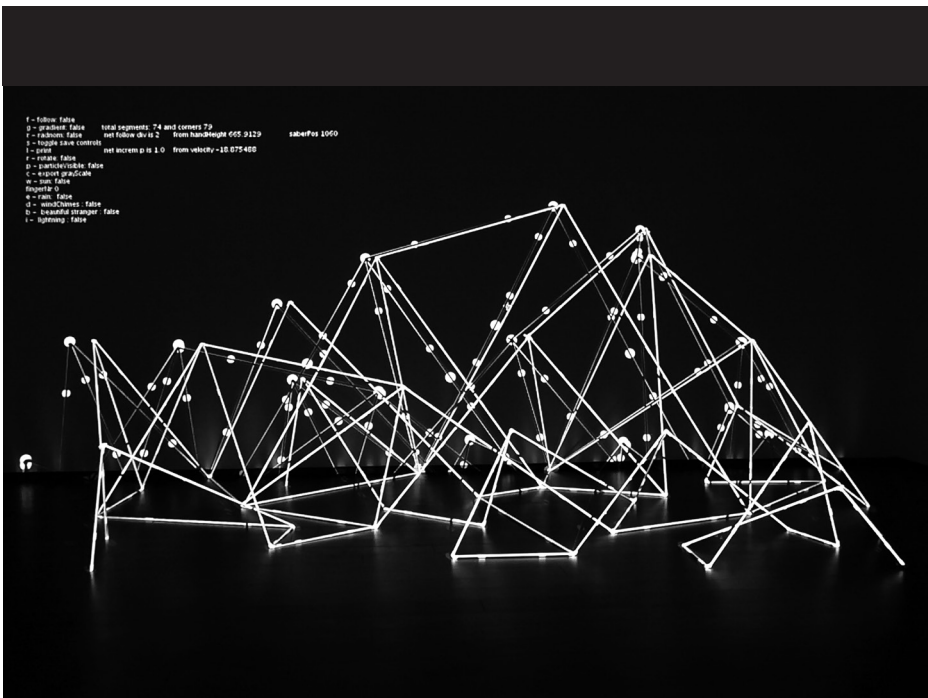 f - follow: false
g - gradient: false total segments: 74 and corners 79
r - radnom: false net follow div is 2 from handHeight 665.9129 saberPos 1060
s - toggle save controls
l - print net increm p is 1.0 from velocity -18.875488
r - rotate: false
p - particleVisible: false
c - export grayScale
w - sun: false
fingertir 0
e - rain: false
d - windChimes : false
b - beautiful stranger : false
i - lightning : false